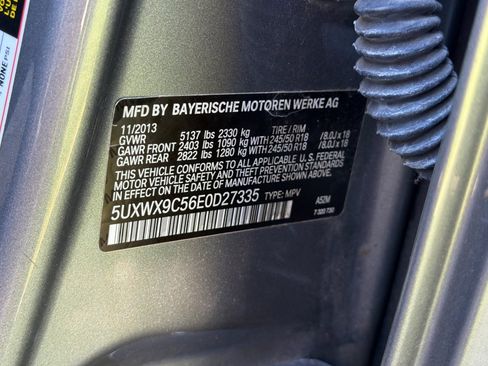 MFD BY BAYERISCHE MOTOREN WERKE AG
11/2013 5137 lbs 2330 kg TIRE / RIM
GVWR
GAWR FRONT 2403 lbs 1090 kg WITH 245/50 R18 / 8.0J x 18
GAWR REAR 2822 lbs 1280 kg WITH 245/50 R18 / 8.0J x 18
THIS VEHICLE CONFORMS TO ALL APPLICABLE U. S. FEDERAL
MOTOR VEHICLE SAFETY AND THEFT PREVENTION STANDARDS
IN EFFECT ON THE DATE OF MANUFACTURE SHOWN ABOVE.
5UXWX9C56E0D27335 TYPE: MPV A52M
NONE PSI